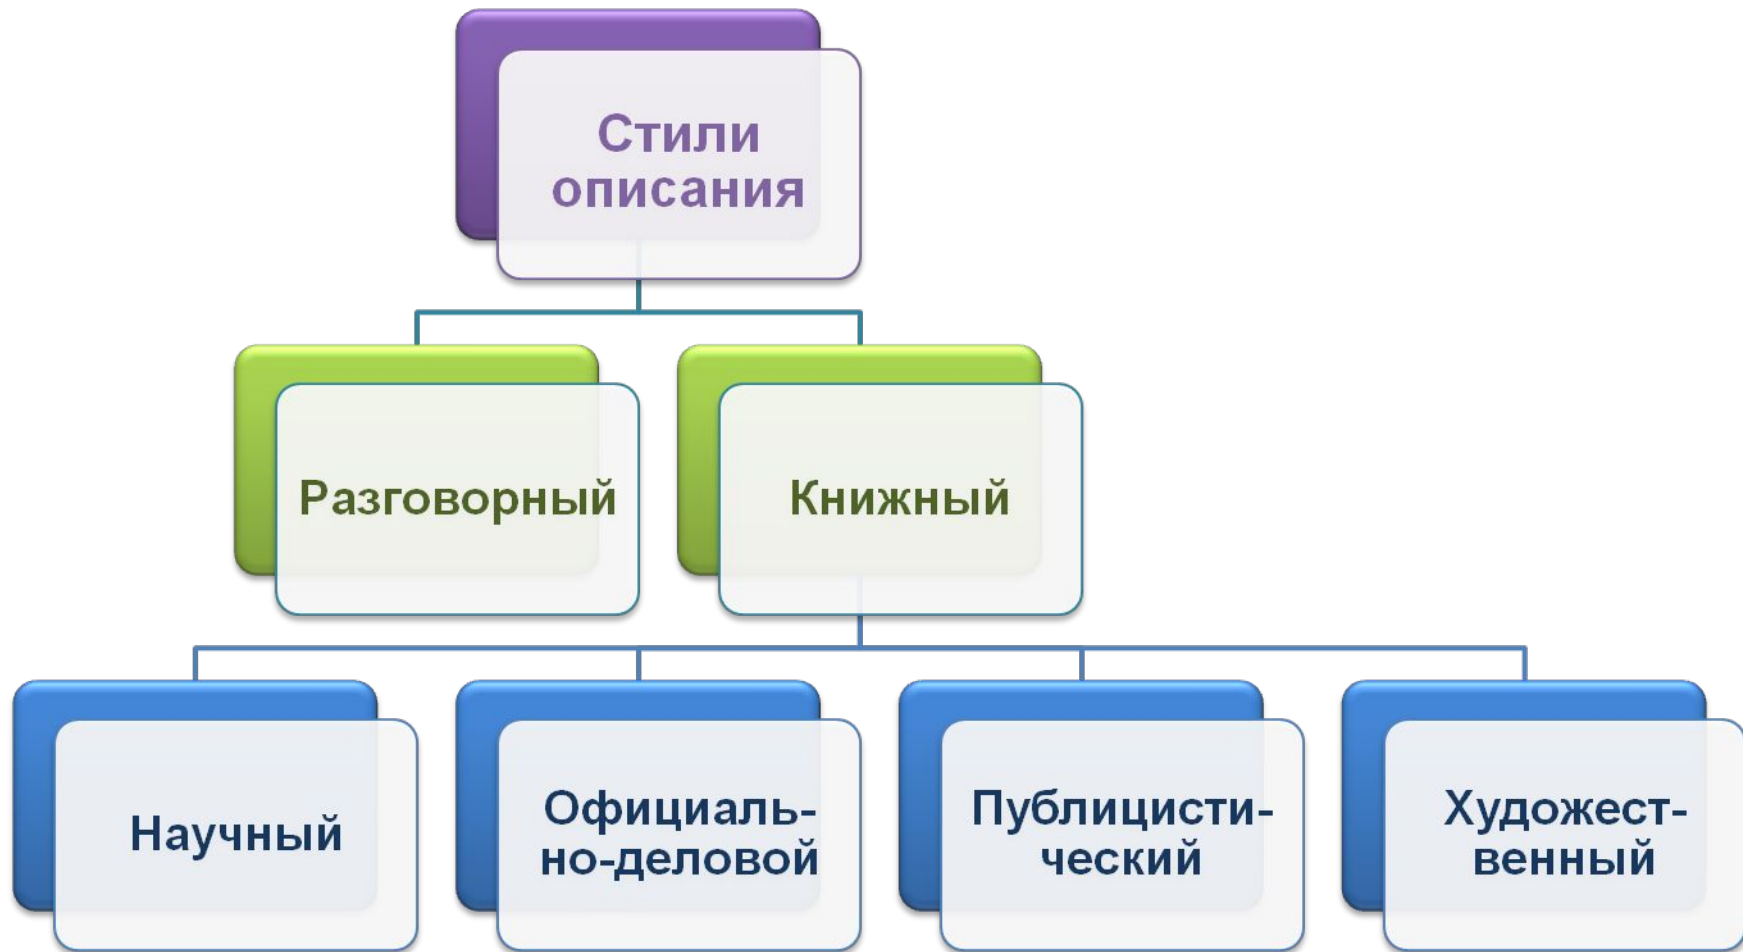 Стили
описания
Разговорный
Книжный
Научный
Официаль-
но-деловой
Публицисти-
ческий
Художест-
венный